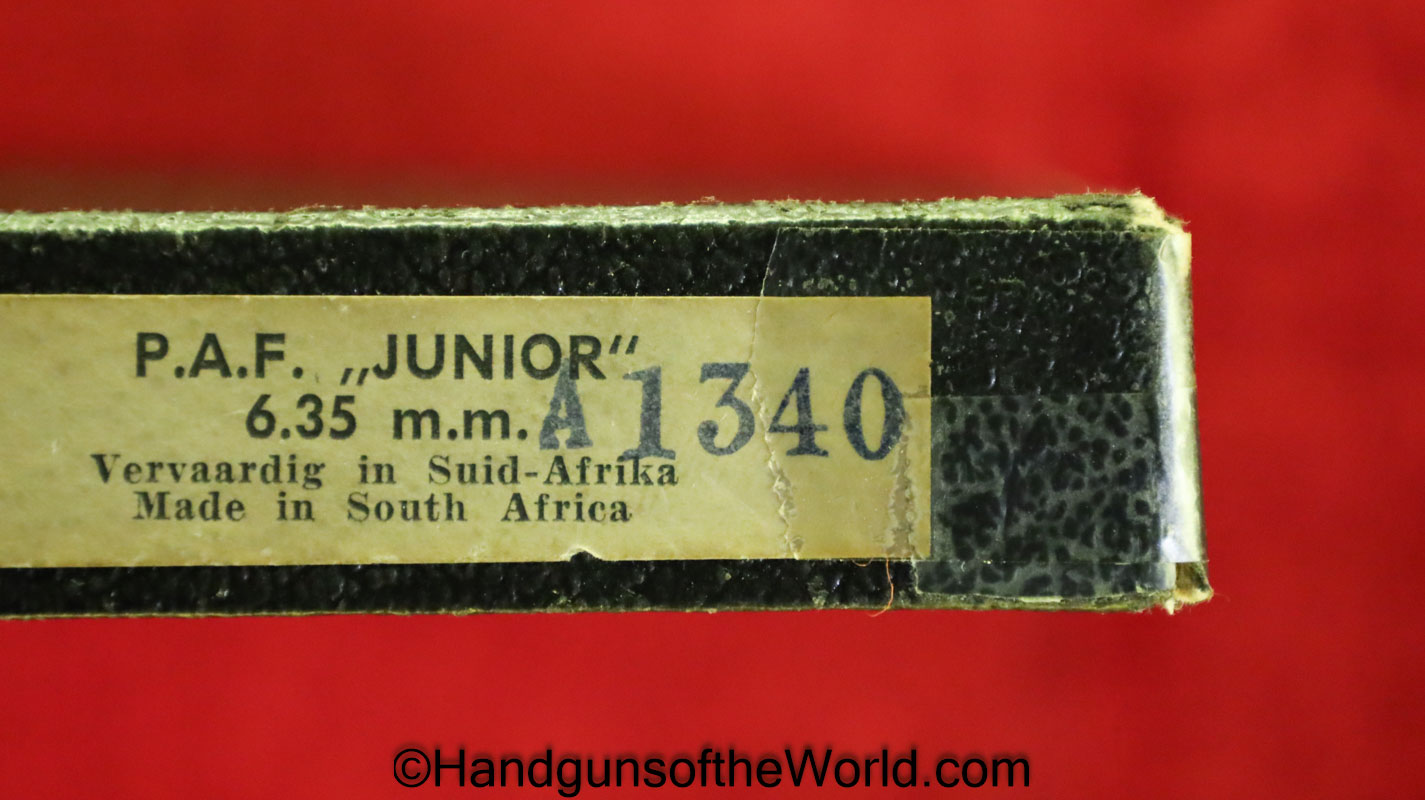 P.A.F. „JUNIOR“
6.35 m.m. A1340
Vervaardig in Suid-Afrika
Made in South Africa
©HandgunsoftheWorld.com